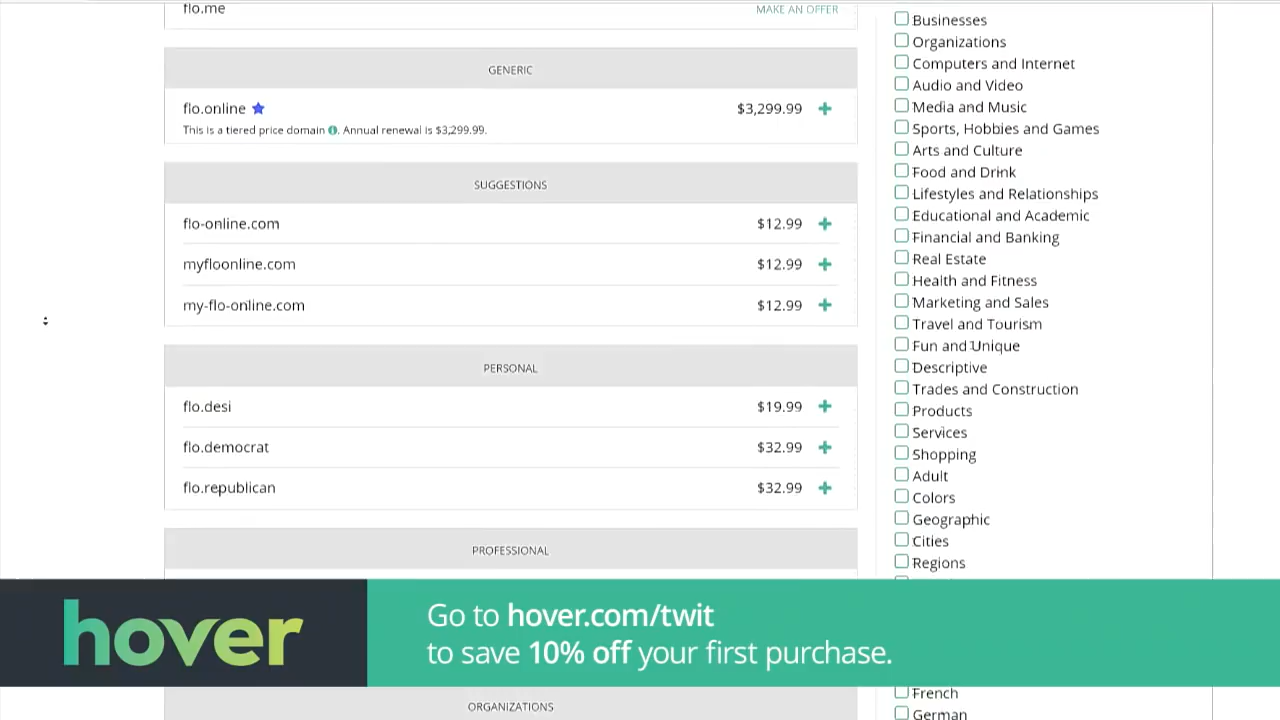 flo.me MAKE AN OFFER
GENERIC
flo.online $3,299.99
This is a tiered price domain. Annual renewal is $3,299.99.
SUGGESTIONS
flo-online.com $12.99
myfloonline.com $12.99
my-flo-online.com $12.99
PERSONAL
flo.desi $19.99
flo.democrat $32.99
flo.republican $32.99
PROFESSIONAL
ORGANIZATIONS
Businesses
Organizations
Computers and Internet
Audio and Video
Media and Music
Sports, Hobbies and Games
Arts and Culture
Food and Drink
Lifestyles and Relationships
Educational and Academic
Financial and Banking
Real Estate
Health and Fitness
Marketing and Sales
Travel and Tourism
Fun and Unique
Descriptive
Trades and Construction
Products
Services
Shopping
Adult
Colors
Geographic
Cities
Regions
French
German
hover
Go to hover.com/twit
to save 10% off your first purchase.